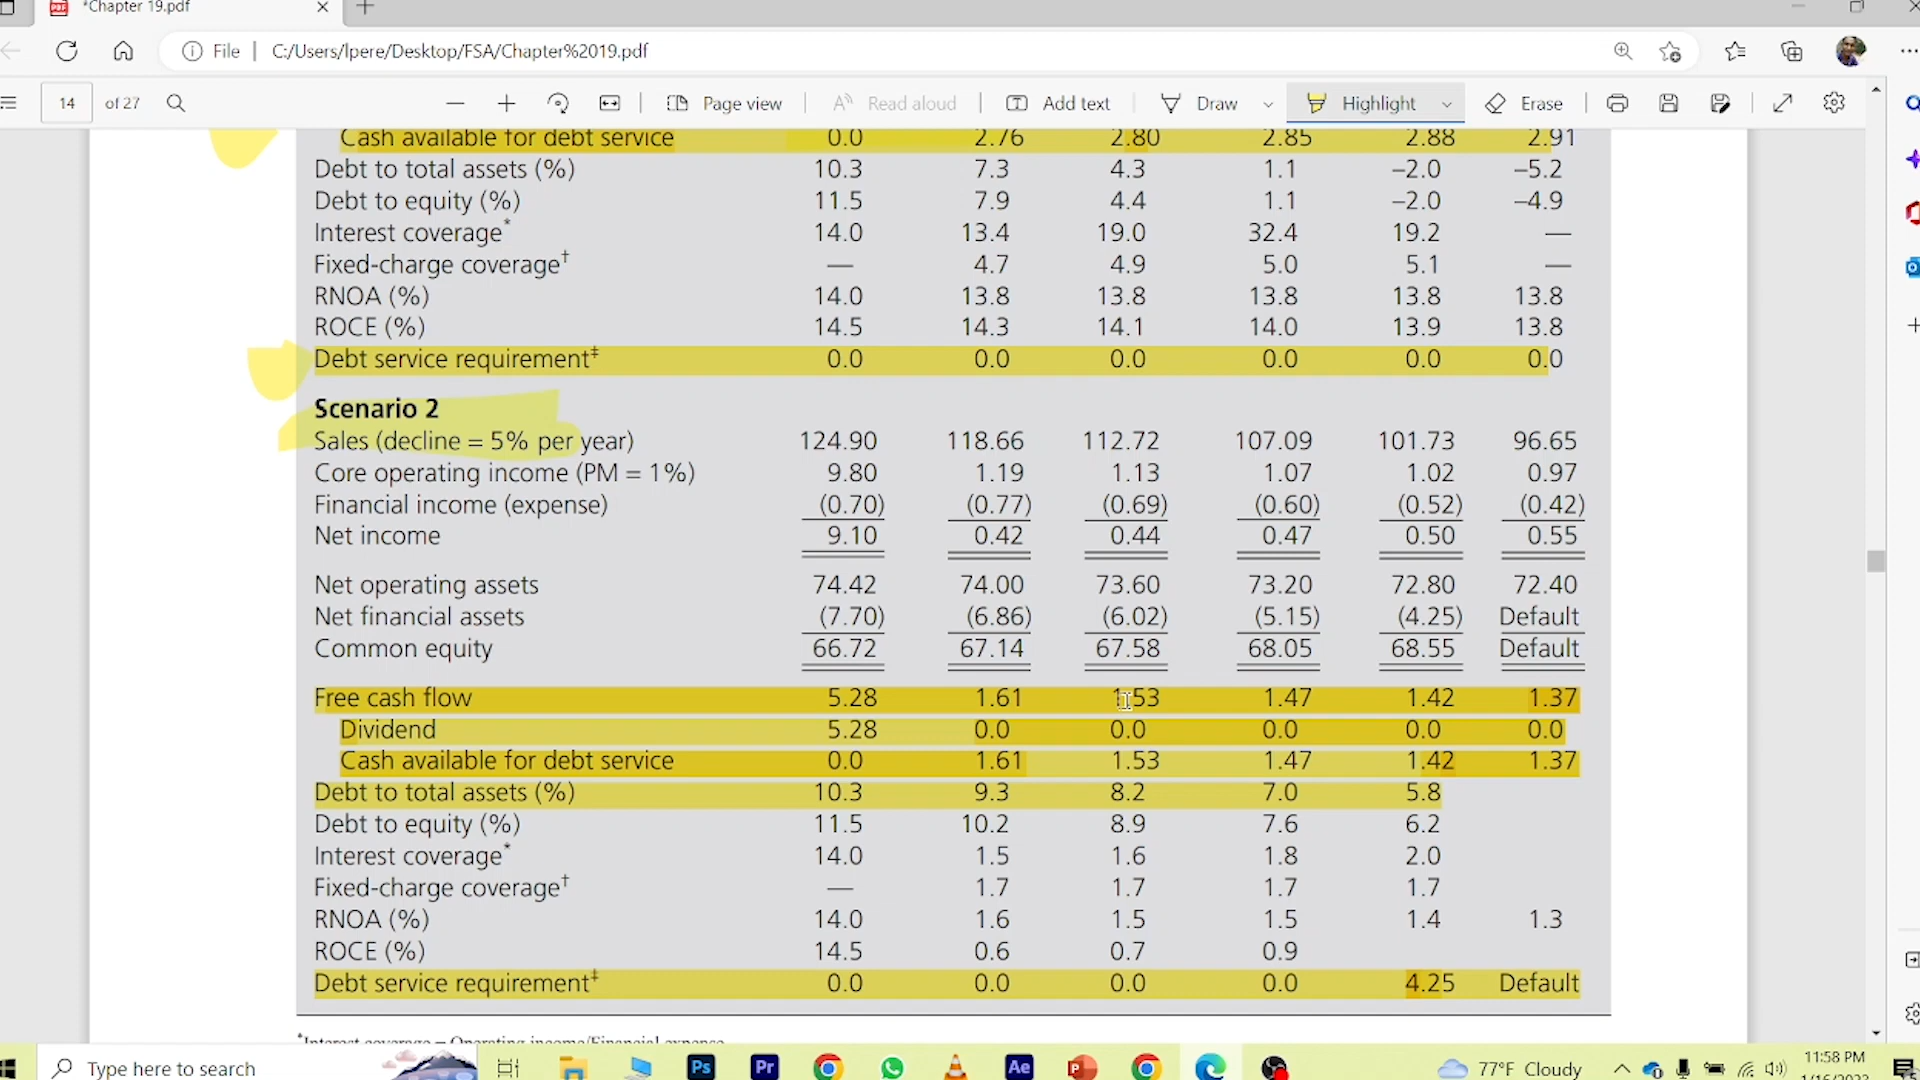 *Chapter 19.pdf
File | C:/Users/lpere/Desktop/FSA/Chapter%2019.pdf
14 of 27 Page view Read aloud Add text Draw Highlight Erase
Cash available for debt service 0.0 2.76 2.80 2.85 2.88 2.91
Debt to total assets (%) 10.3 7.3 4.3 1.1 –2.0 –5.2
Debt to equity (%) 11.5 7.9 4.4 1.1 –2.0 –4.9
Interest coverage* 14.0 13.4 19.0 32.4 19.2 —
Fixed-charge coverage† — 4.7 4.9 5.0 5.1 —
RNOA (%) 14.0 13.8 13.8 13.8 13.8 13.8
ROCE (%) 14.5 14.3 14.1 14.0 13.9 13.8
Debt service requirement‡ 0.0 0.0 0.0 0.0 0.0 0.0
Scenario 2
Sales (decline = 5% per year) 124.90 118.66 112.72 107.09 101.73 96.65
Core operating income (PM = 1%) 9.80 1.19 1.13 1.07 1.02 0.97
Financial income (expense) (0.70) (0.77) (0.69) (0.60) (0.52) (0.42)
Net income 9.10 0.42 0.44 0.47 0.50 0.55
Net operating assets 74.42 74.00 73.60 73.20 72.80 72.40
Net financial assets (7.70) (6.86) (6.02) (5.15) (4.25) Default
Common equity 66.72 67.14 67.58 68.05 68.55 Default
Free cash flow 5.28 1.61 1.53 1.47 1.42 1.37
Dividend 5.28 0.0 0.0 0.0 0.0 0.0
Cash available for debt service 0.0 1.61 1.53 1.47 1.42 1.37
Debt to total assets (%) 10.3 9.3 8.2 7.0 5.8
Debt to equity (%) 11.5 10.2 8.9 7.6 6.2
Interest coverage* 14.0 1.5 1.6 1.8 2.0
Fixed-charge coverage† — 1.7 1.7 1.7 1.7
RNOA (%) 14.0 1.6 1.5 1.5 1.4 1.3
ROCE (%) 14.5 0.6 0.7 0.9
Debt service requirement‡ 0.0 0.0 0.0 0.0 4.25 Default
*Interest coverage = Operating income/Financial expense
Type here to search Ps Pr Ae 77°F Cloudy 11:58 PM